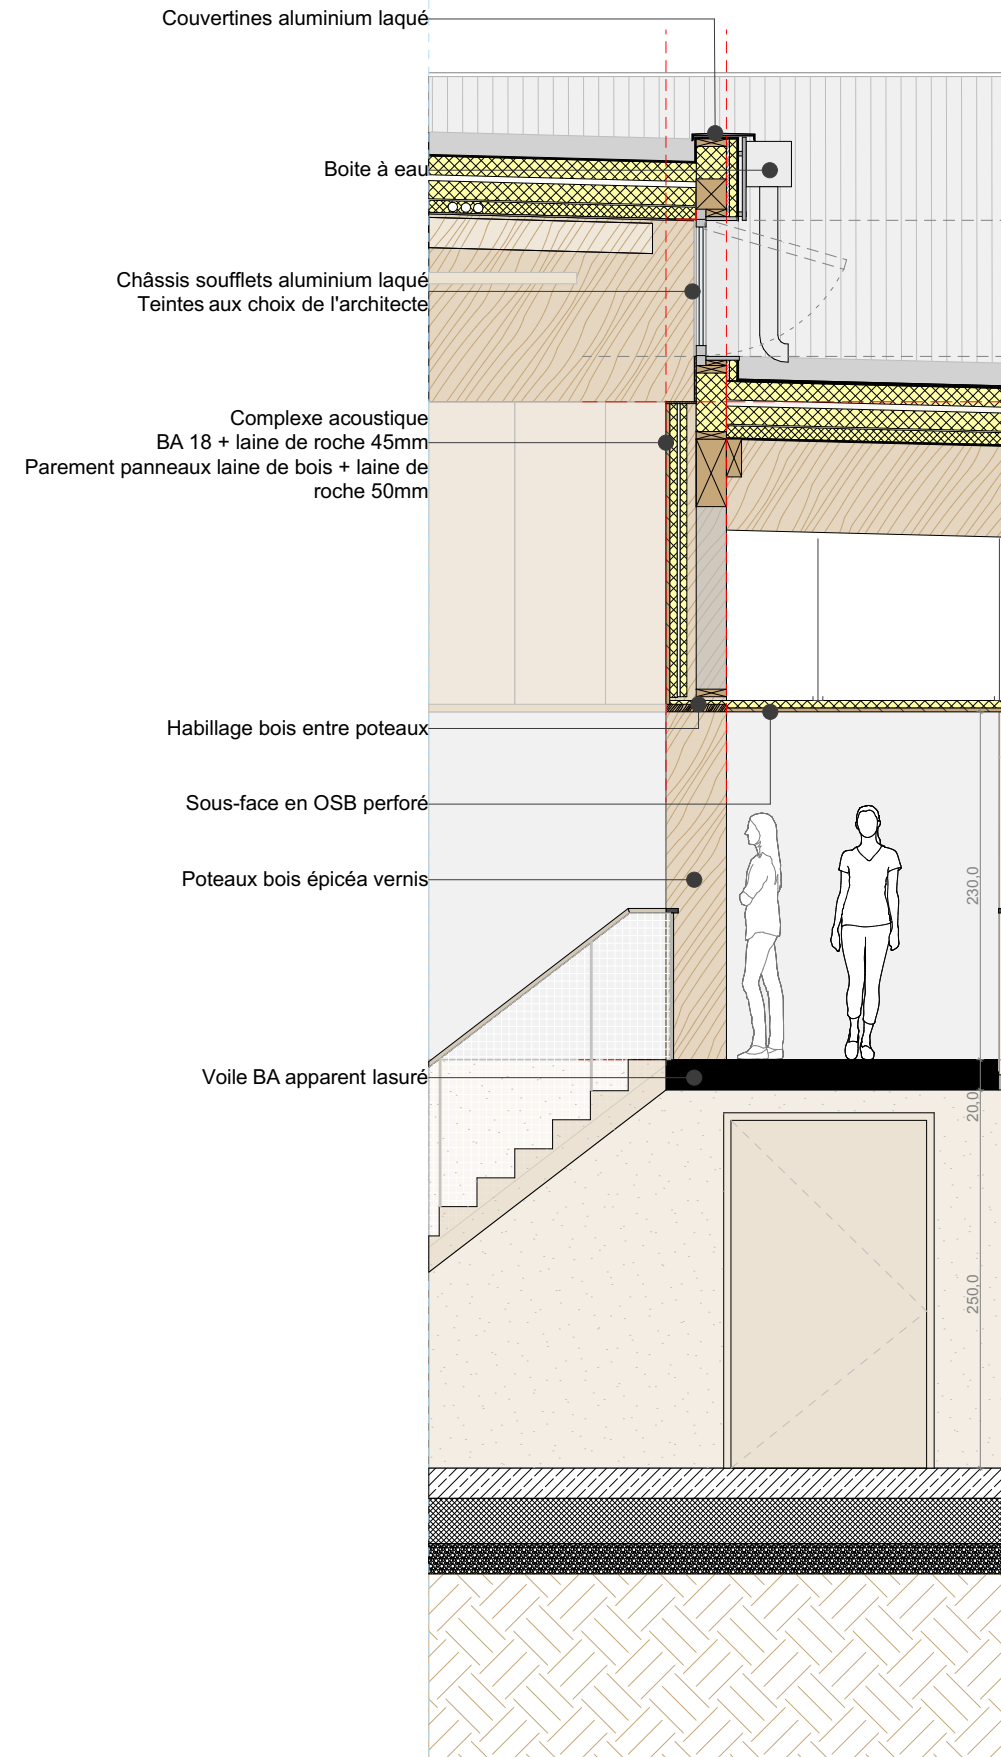 Couvertines aluminium laqué
Boite à eau
Châssis soufflets aluminium laqué
Teintes aux choix de l'architecte
Complexe acoustique
BA 18 + laine de roche 45mm
Parement panneaux laine de bois + laine de
roche 50mm
Habillage bois entre poteaux
Sous-face en OSB perforé
Poteaux bois épicéa vernis
230,0
Voile BA apparent lasuré
20,0
250,0